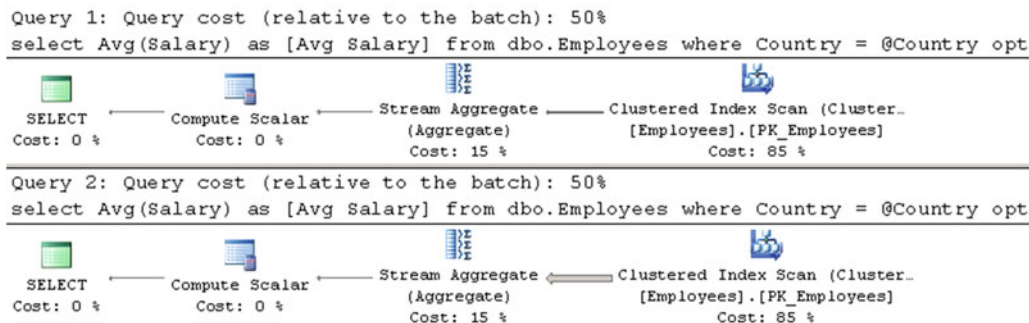 Query 1: Query cost (relative to the batch): 50%
select Avg(Salary) as [Avg Salary] from dbo.Employees where Country = @Country opt
SELECT
Cost: 0 %
Compute Scalar
Cost: 0 %
Stream Aggregate
(Aggregate)
Cost: 15 %
Clustered Index Scan (Cluster…
[Employees].[PK_Employees]
Cost: 85 %
Query 2: Query cost (relative to the batch): 50%
select Avg(Salary) as [Avg Salary] from dbo.Employees where Country = @Country opt
SELECT
Cost: 0 %
Compute Scalar
Cost: 0 %
Stream Aggregate
(Aggregate)
Cost: 15 %
Clustered Index Scan (Cluster…
[Employees].[PK_Employees]
Cost: 85 %